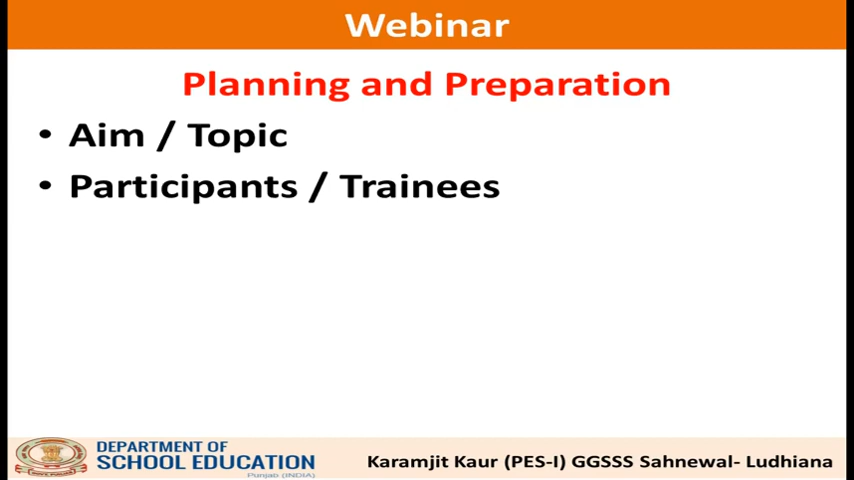 Webinar
Planning and Preparation
• Aim / Topic
• Participants / Trainees
DEPARTMENT OF
SCHOOL EDUCATION
Punjab (INDIA)
Karamjit Kaur (PES-I) GGSSS Sahnewal- Ludhiana